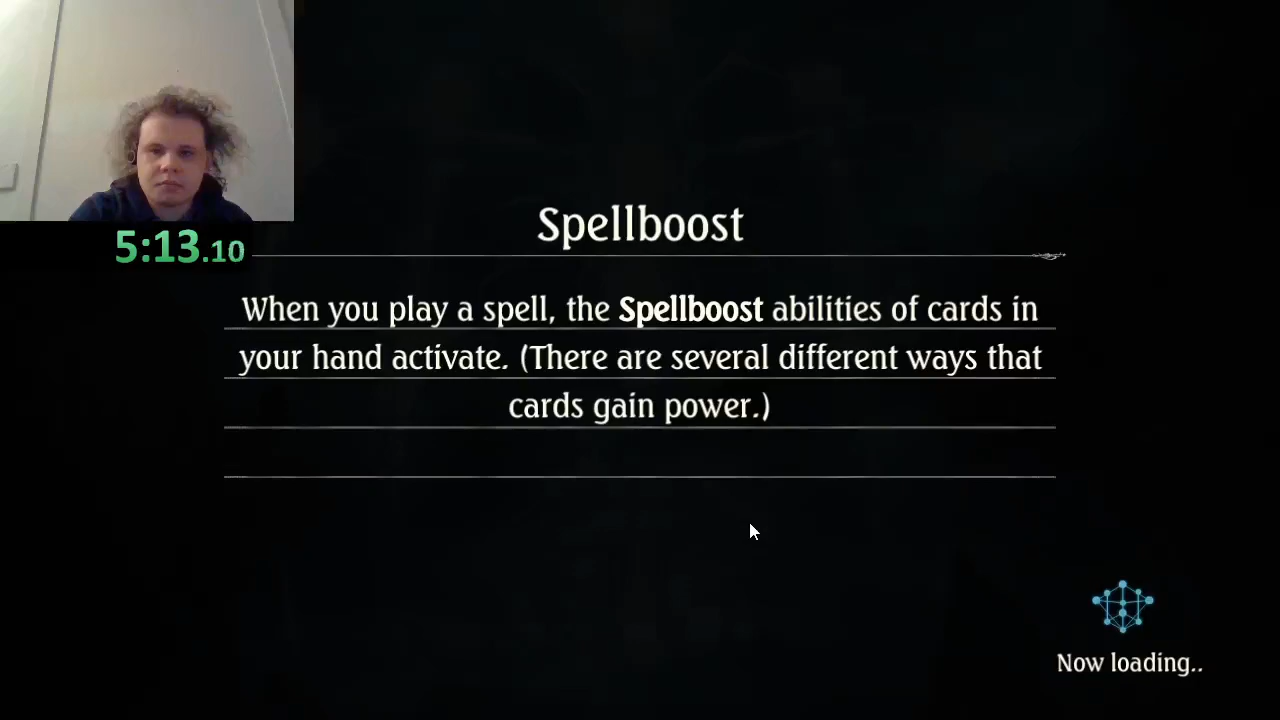 5:13.10
Spellboost
When you play a spell, the Spellboost abilities of cards in
your hand activate. (There are several different ways that
cards gain power.)
Now loading..